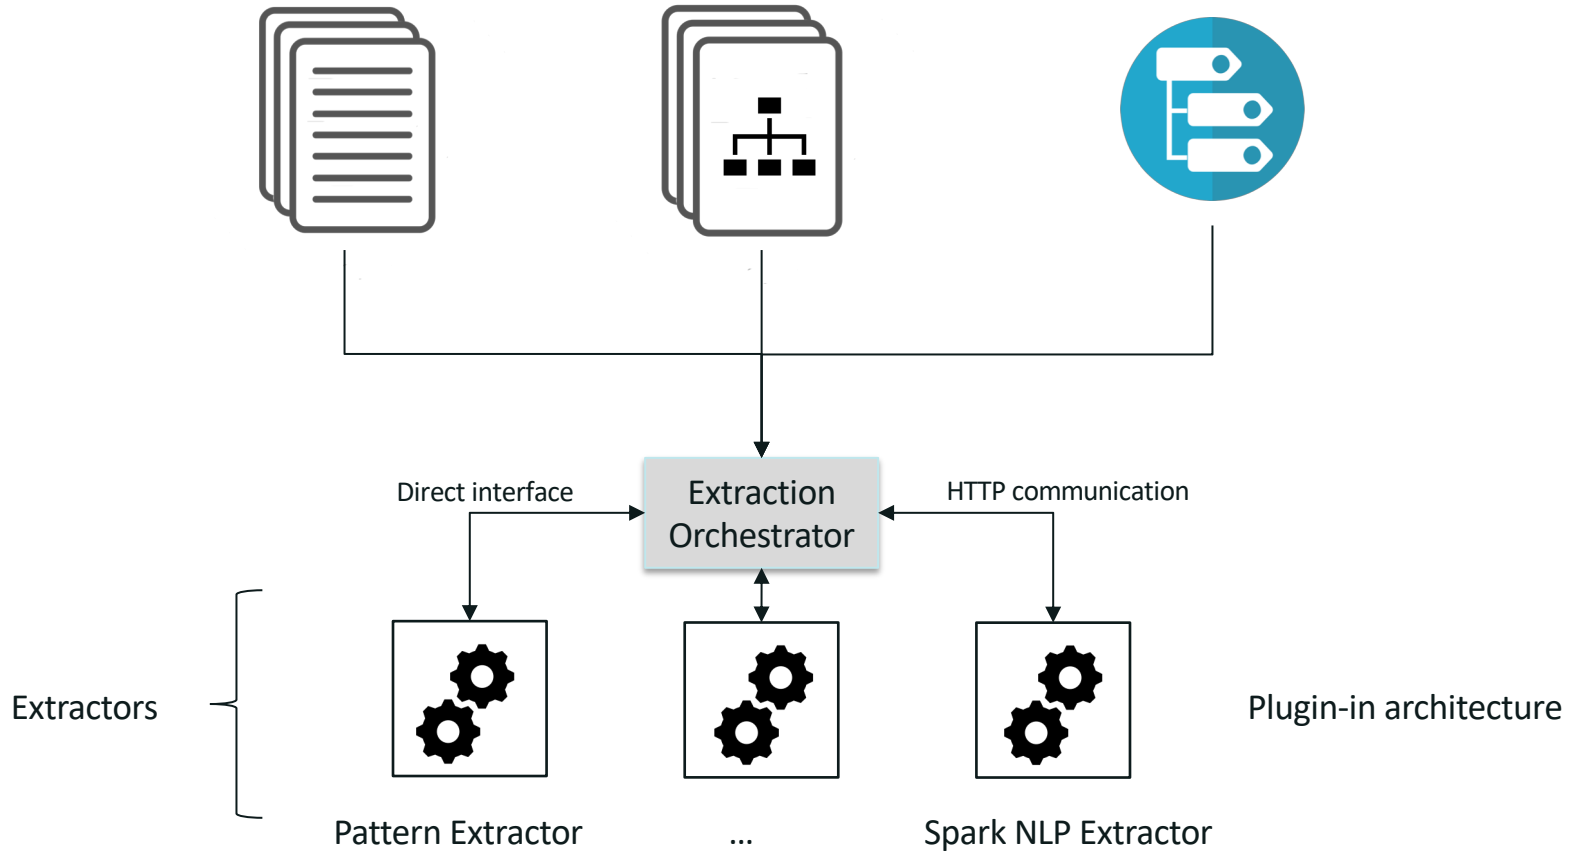 Direct interface
Extraction
Orchestrator
HTTP communication
Extractors
Plugin-in architecture
Pattern Extractor
...
Spark NLP Extractor